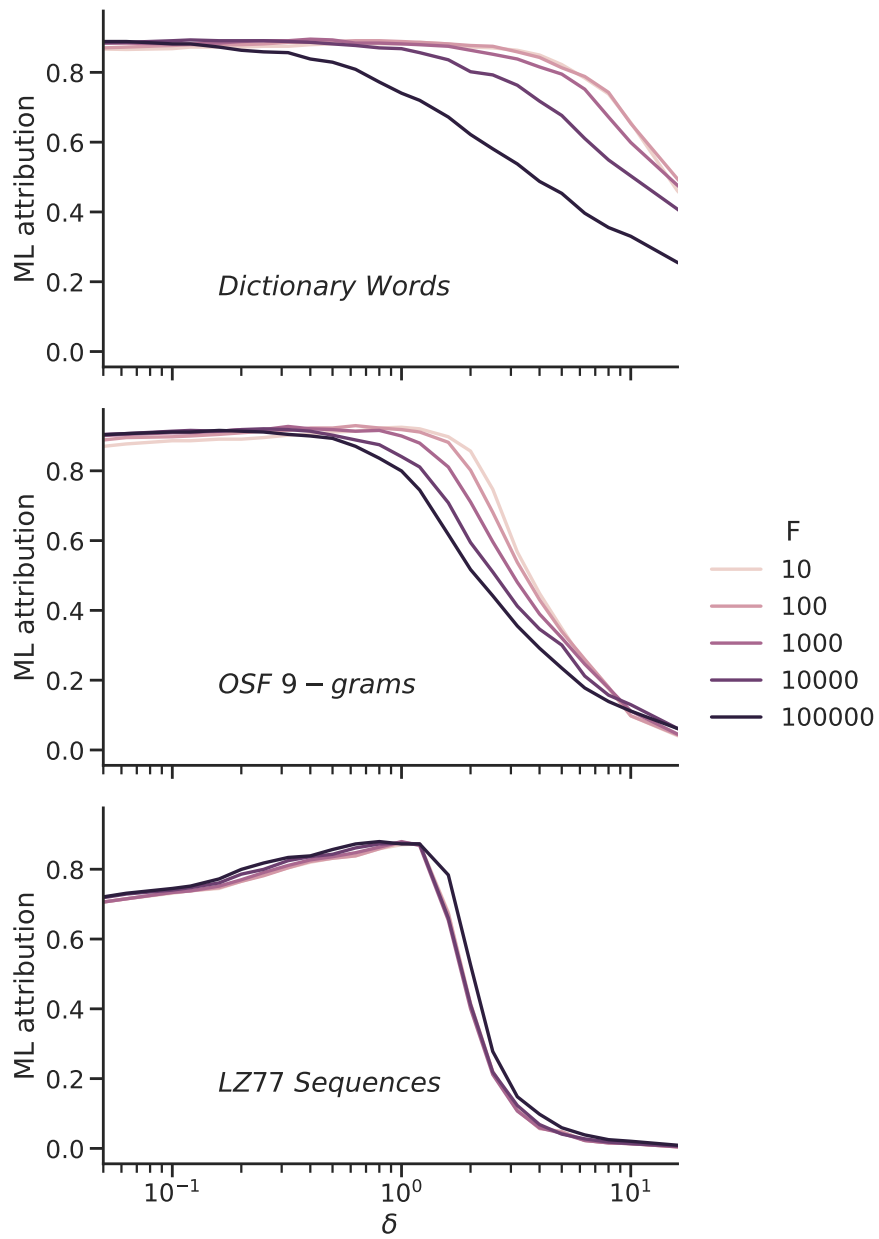 ML attribution
0.8
0.6
0.4
0.2
0.0
Dictionary Words
ML attribution
0.8
0.6
0.4
0.2
0.0
OSF 9 − grams
F
10
100
1000
10000
100000
ML attribution
0.8
0.6
0.4
0.2
0.0
LZ77 Sequences
10⁻¹
10⁰
10¹
δ